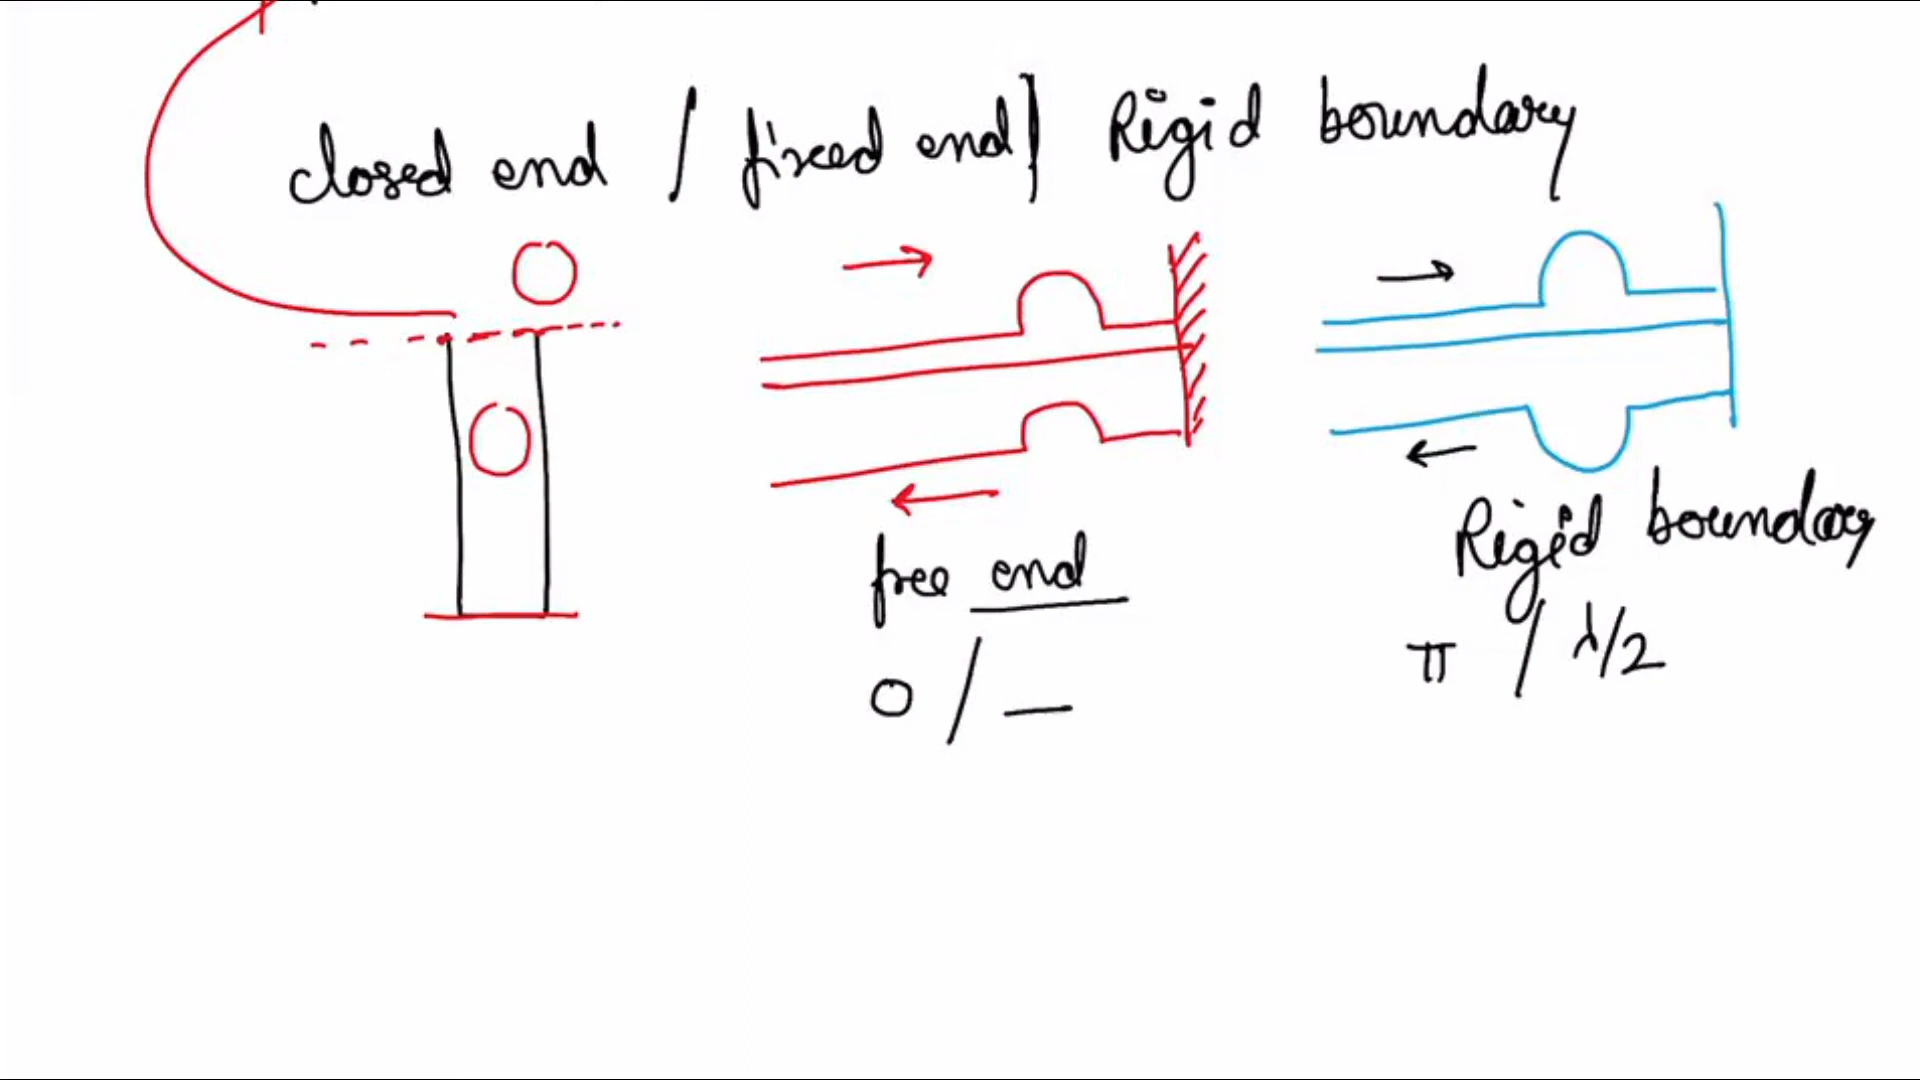 closed end / fixed end | Rigid boundary
free end
0 / —
Rigid boundary
π / λ/2